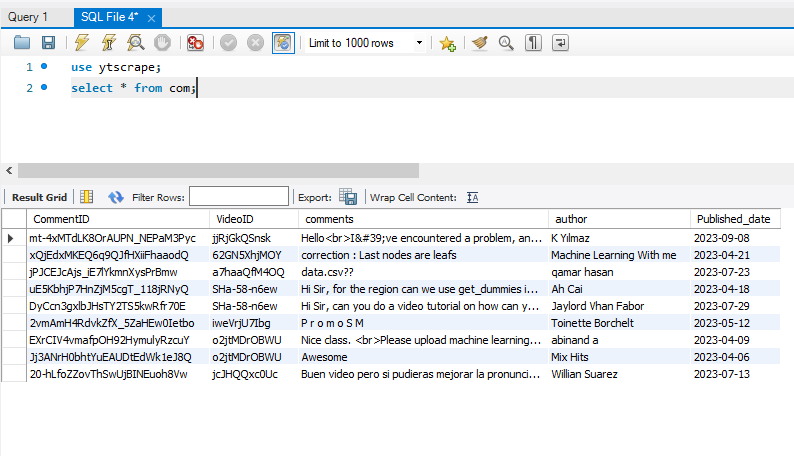 Query 1
SQL File 4*
Limit to 1000 rows
1 use ytscrape;
2 select * from com;
Result Grid Filter Rows: Export: Wrap Cell Content:
CommentID VideoID comments author Published_date
mt-4xMTdLK8OrAUPN_NEPaM3Pyc jjRjGkQSnsk Hello<br>I&#39;ve encountered a problem, an... K Yılmaz 2023-09-08
xQjEdxMKEQ6q9QJfHXiiFhaaodQ 62GN5XhjMOY correction : Last nodes are leafs Machine Learning With me 2023-04-21
jPJCEJcAjs_iE7lYkmnXysPrBmw a7haaQfM4OQ data.csv?? qamar hasan 2023-07-23
uE5KbhjP7HnZjM5cgT_118jRNyQ SHa-58-n6ew Hi Sir, for the region can we use get_dummies i... Ah Cai 2023-04-18
DyCcn3gxlbJHsTY2TS5kwRfr70E SHa-58-n6ew Hi Sir, can you do a video tutorial on how can y... Jaylord Vhan Fabor 2023-07-29
2vmAmH4RdvkZfX_5ZaHEw0Ietbo iweVrjU7Ibg P r o m o S M Toinette Borchelt 2023-05-12
EXrCIV4vmafpOH92HymulyRzcuY o2jtMDrOBWU Nice class. <br>Please upload machine learning... abinand a 2023-04-09
Jj3ANrH0bhtYuEAUDtEdWk1eJ8Q o2jtMDrOBWU Awesome Mix Hits 2023-04-06
20-hLfoZZovThSwUjBINEuoh8Vw jcJHQQxc0Uc Buen video pero si pudieras mejorar la pronunci... Willian Suarez 2023-07-13